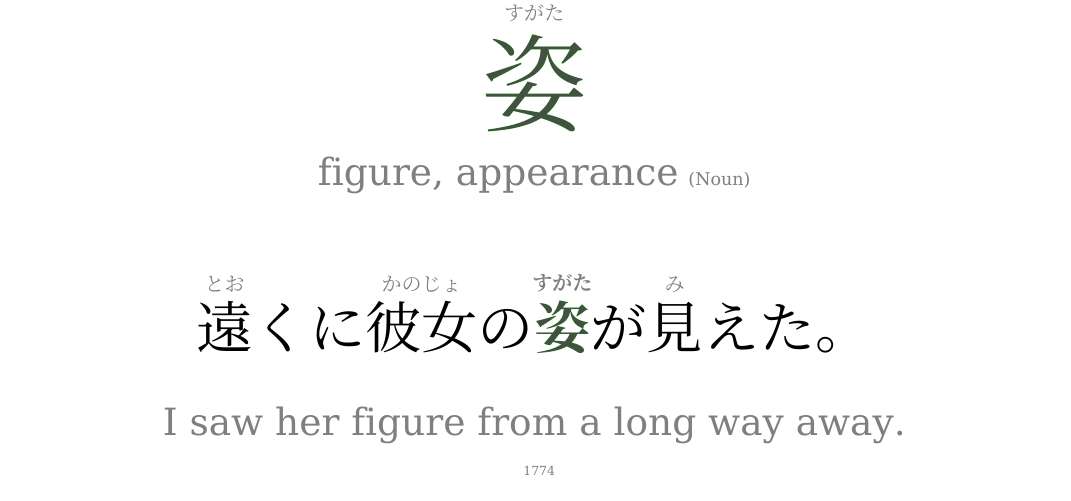 すがた
姿
figure, appearance (Noun)
とお かのじょ すがた み
遠くに彼女の姿が見えた。
I saw her figure from a long way away.
1774